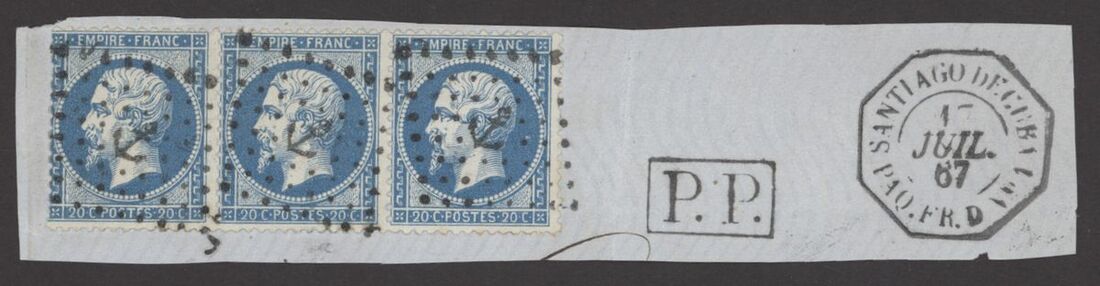 EMPIRE FRANC
20 C POSTES 20 C
EMPIRE FRANC
20 C POSTES 20 C
EMPIRE FRANC
20 C POSTES 20 C
P. P.
SANTIAGO DE CUBA
JUIL.
67
PAQ. FR. D